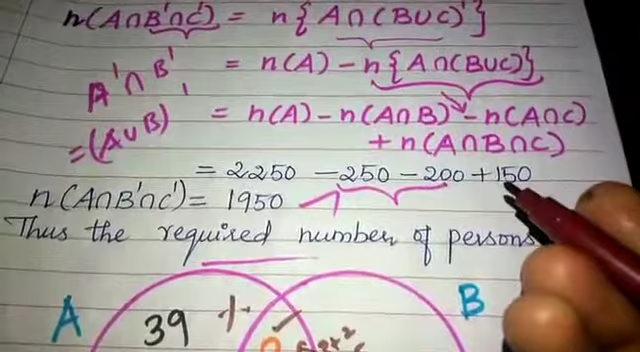 n(A∩B'∩C') = n{A∩(B∪C)'}
= n(A) - n{A∩(B∪C)}
A'∩B'
= n(A) - n(A∩B) - n(A∩C)
=(A∪B)'
+ n(A∩B∩C)
= 2250 - 250 - 200 + 150
n(A∩B'∩C') = 1950
Thus the required number of persons
A
39
B